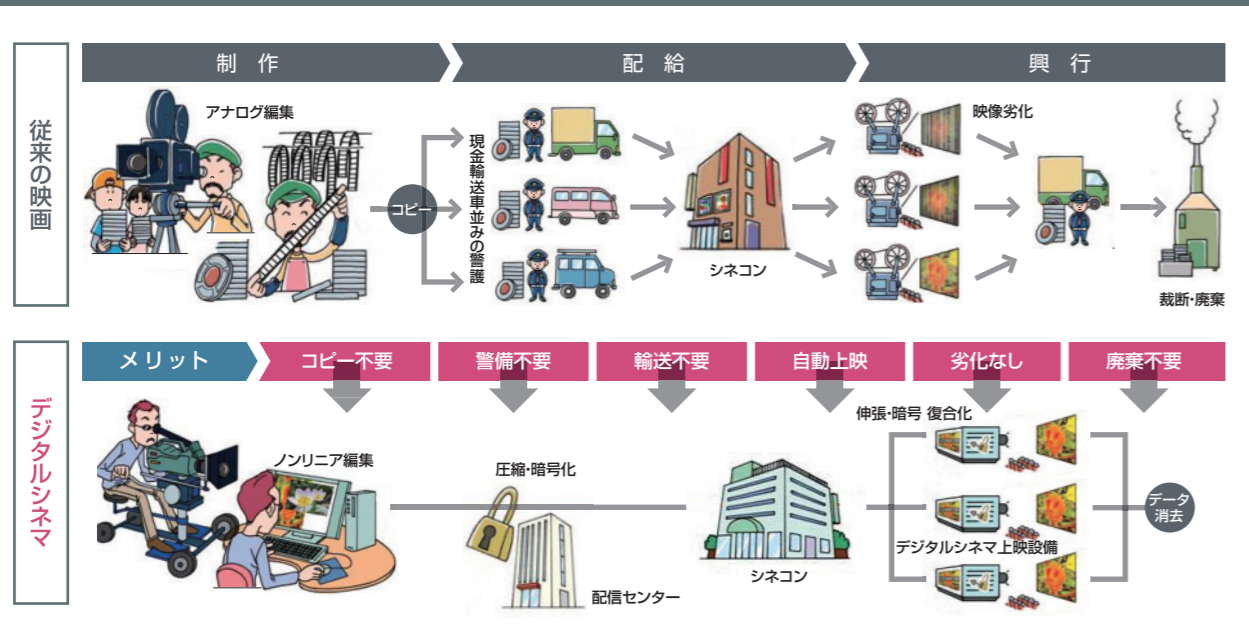 従来の映画
制作
配給
興行
アナログ編集
コピー
現金輸送車並みの警護
シネコン
映像劣化
裁断・廃棄
デジタルシネマ
メリット
コピー不要
警備不要
輸送不要
自動上映
劣化なし
廃棄不要
ノンリニア編集
圧縮・暗号化
配信センター
シネコン
伸張・暗号 復合化
デジタルシネマ上映設備
データ
消去